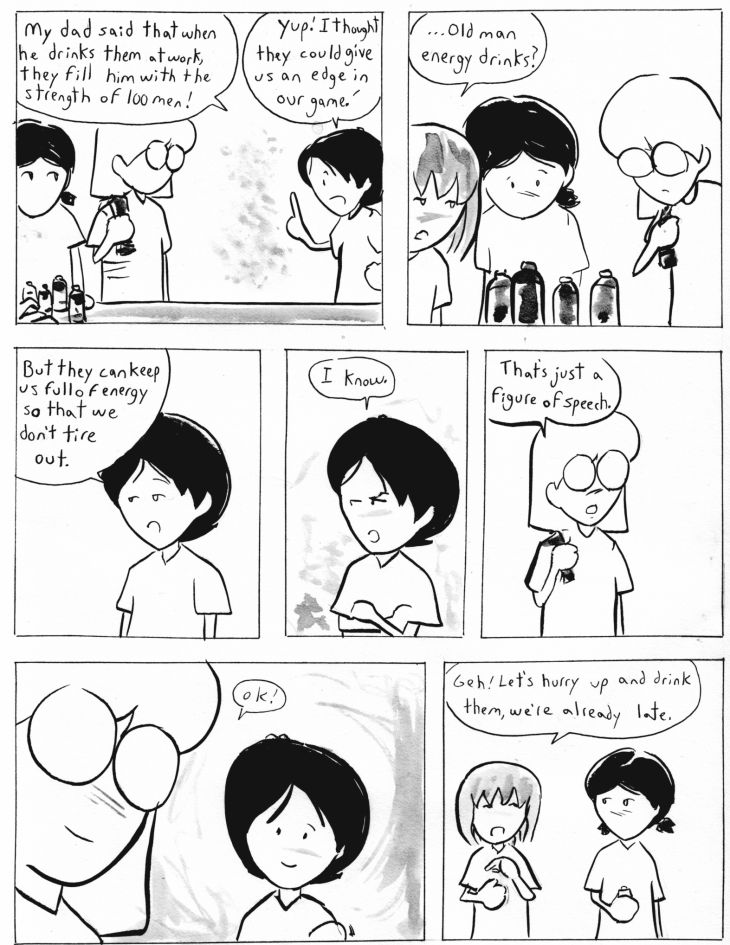 My dad said that when
he drinks them at work,
they fill him with the
strength of 100 men!
Yup! I thought
they could give
us an edge in
our game!
...Old man
energy drinks?
But they can keep
us full of energy
so that we
don't tire
out.
I know.
That's just a
figure of speech.
ok!
Geh! Let's hurry up and drink
them, we're already late.